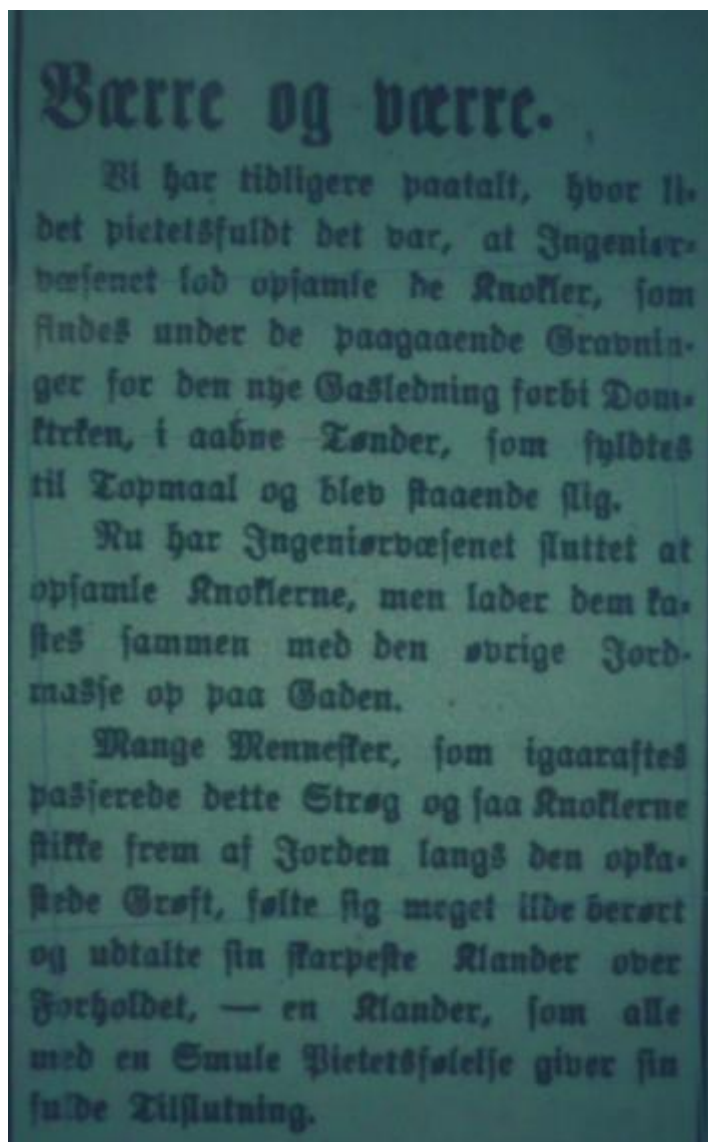 Værre og værre.
Vi har tidligere paatalt, hvor li-
det pietetsfuldt det var, at Ingeniør-
væsenet lod opsamle de Knokler, som
findes under de paagaaende Gravnin-
ger for den nye Gasledning forbi Dom-
kirken, i aabne Tønder, som fyldtes
til Topmaal og blev staaende slig.
Nu har Ingeniørvæsenet sluttet at
opsamle Knoklerne, men lader dem ka-
stes sammen med den øvrige Jord-
masse op paa Gaden.
Mange Mennesker, som igaaraftes
passerede dette Strøg og saa Knoklerne
stikke frem af Jorden langs den opka-
stede Grøft, følte sig meget ilde berørt
og udtalte sin skarpeste Klander over
Forholdet, — en Klander, som alle
med en Smule Pietetsfølelse giver sin
fulde Tilslutning.